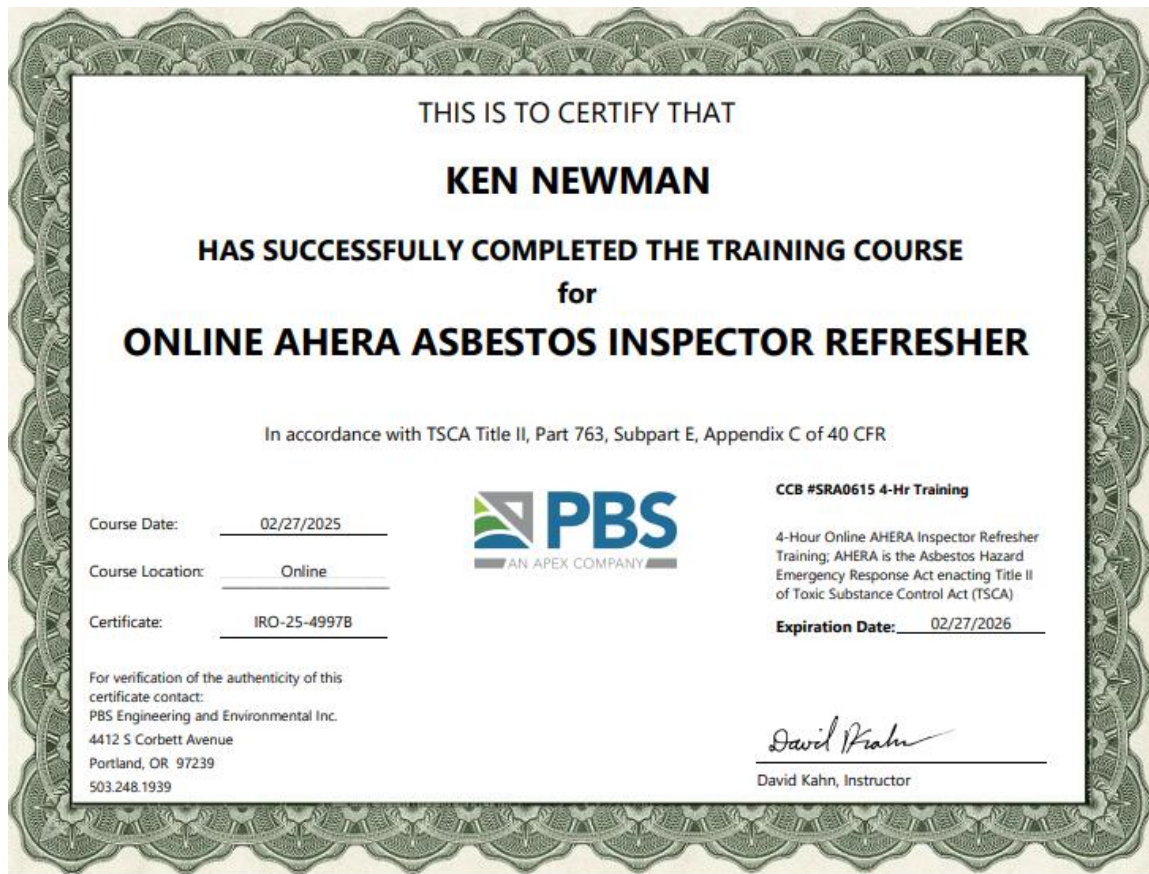 THIS IS TO CERTIFY THAT
KEN NEWMAN
HAS SUCCESSFULLY COMPLETED THE TRAINING COURSE
for
ONLINE AHERA ASBESTOS INSPECTOR REFRESHER
In accordance with TSCA Title II, Part 763, Subpart E, Appendix C of 40 CFR
Course Date: 02/27/2025
Course Location: Online
Certificate: IRO-25-4997B
For verification of the authenticity of this
certificate contact:
PBS Engineering and Environmental Inc.
4412 S Corbett Avenue
Portland, OR 97239
503.248.1939
PBS
AN APEX COMPANY
CCB #SRA0615 4-Hr Training
4-Hour Online AHERA Inspector Refresher
Training; AHERA is the Asbestos Hazard
Emergency Response Act enacting Title II
of Toxic Substance Control Act (TSCA)
Expiration Date: 02/27/2026
David Kahn
David Kahn, Instructor